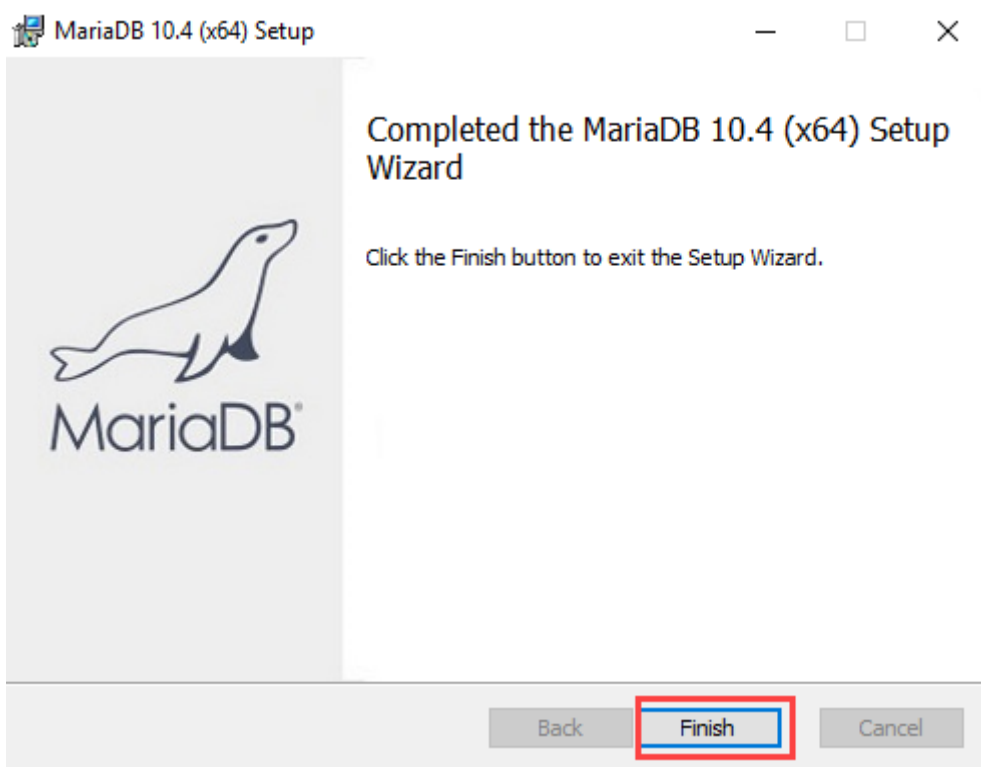 MariaDB 10.4 (x64) Setup
Completed the MariaDB 10.4 (x64) Setup
Wizard
Click the Finish button to exit the Setup Wizard.
MariaDB®
Back
Finish
Cancel